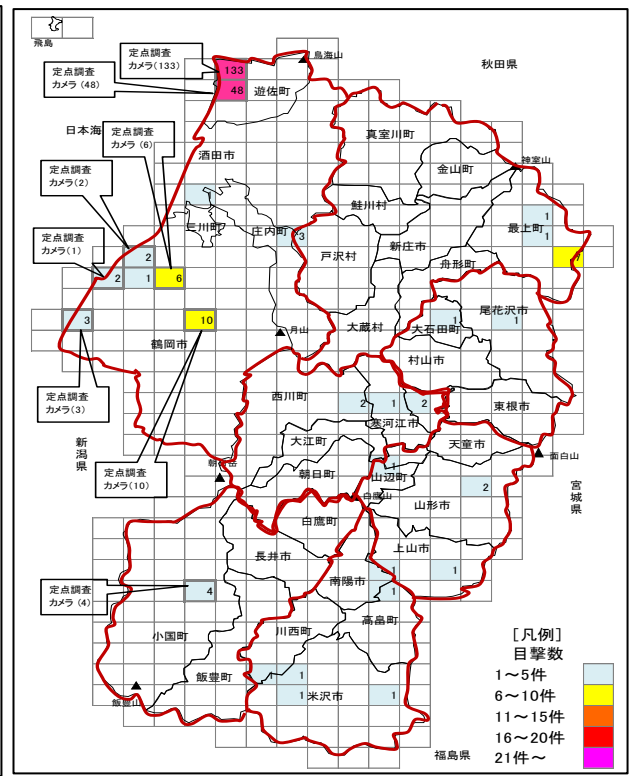 飛島
定点調査
カメラ(133)
鳥海山
秋田県
133
遊佐町
定点調査
カメラ(48)
48
日本海
定点調査
カメラ(6)
酒田市
真室川町
金山町
神室山
定点調査
カメラ(2)
1
三川町
庄内町
3
鮭川村
戸沢村
新庄市
舟形町
1
最上町
1
7
定点調査
カメラ(1)
2
2
1
6
3
10
鶴岡市
月山
大蔵村
大石田町
1
尾花沢市
1
村山市
定点調査
カメラ(3)
西川町
2
1
2
寒河江市
東根市
新潟県
大江町
天童市
面白山
定点調査
カメラ(10)
朝日岳
朝日町
1
山辺町
白鷹山
2
山形市
宮城県
白鷹町
長井市
上山市
1
南陽市
1
1
高畠町
定点調査
カメラ(4)
4
小国町
川西町
飯豊町
1
1
米沢市
1
飯豊山
福島県
[凡例]
目撃数
1～5件
6～10件
11～15件
16～20件
21件～